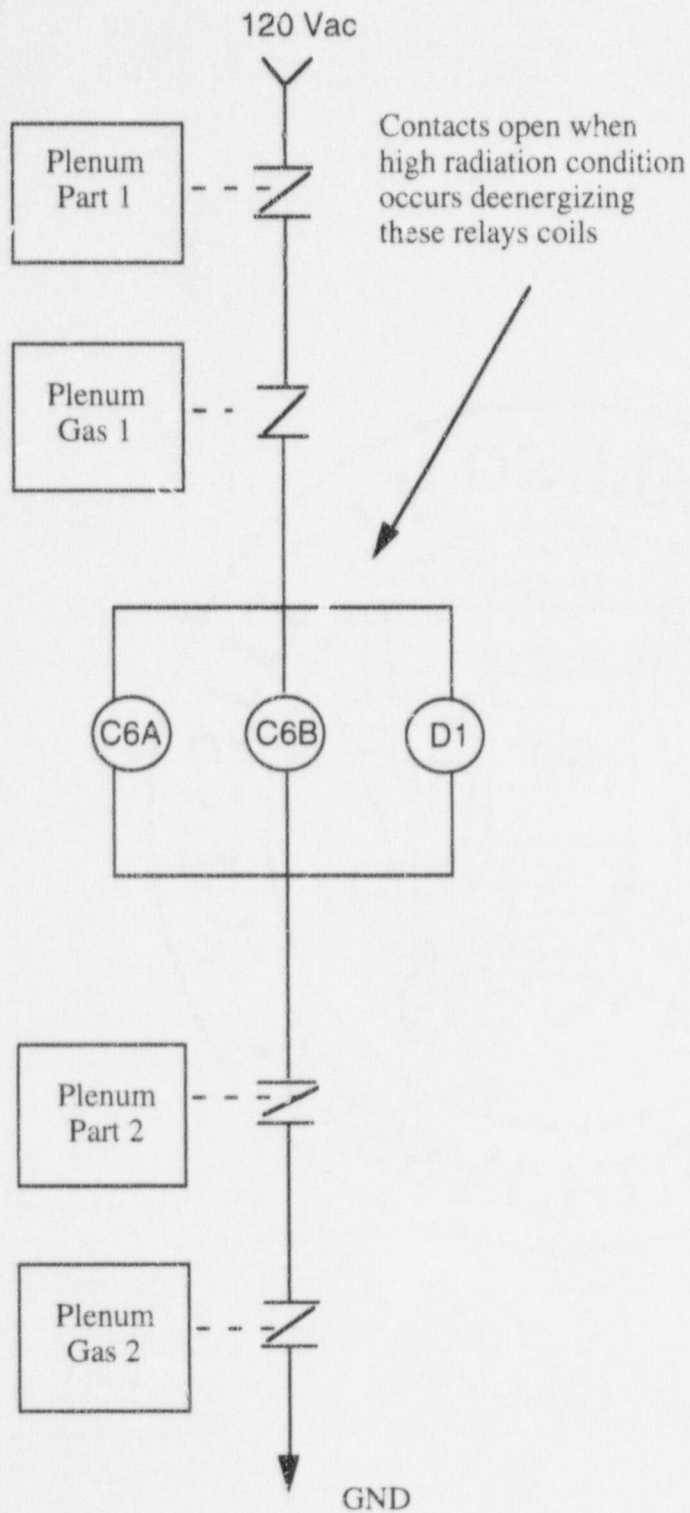 120 Vac
Plenum
Part 1
Contacts open when
high radiation condition
occurs deenergizing
these relays coils
Plenum
Gas 1
C6A
C6B
D1
Plenum
Part 2
Plenum
Gas 2
GND